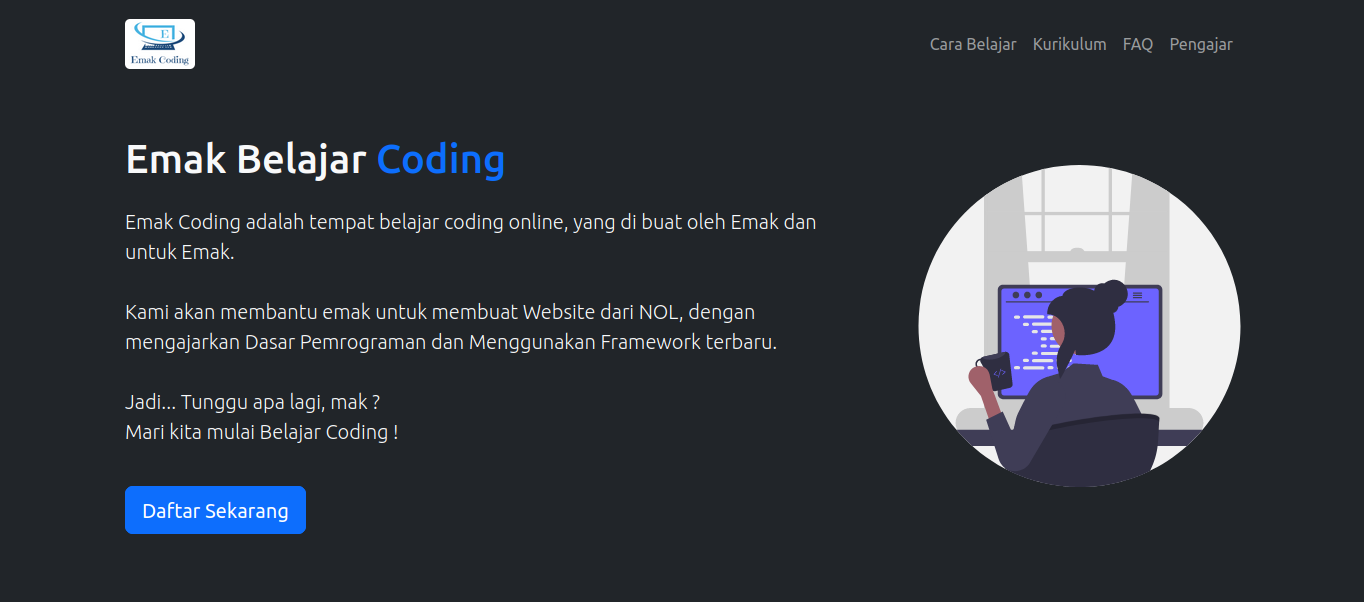 E
Emak Coding
Cara Belajar Kurikulum FAQ Pengajar
Emak Belajar Coding
Emak Coding adalah tempat belajar coding online, yang di buat oleh Emak dan
untuk Emak.
Kami akan membantu emak untuk membuat Website dari NOL, dengan
mengajarkan Dasar Pemrograman dan Menggunakan Framework terbaru.
Jadi... Tunggu apa lagi, mak ?
Mari kita mulai Belajar Coding !
Daftar Sekarang